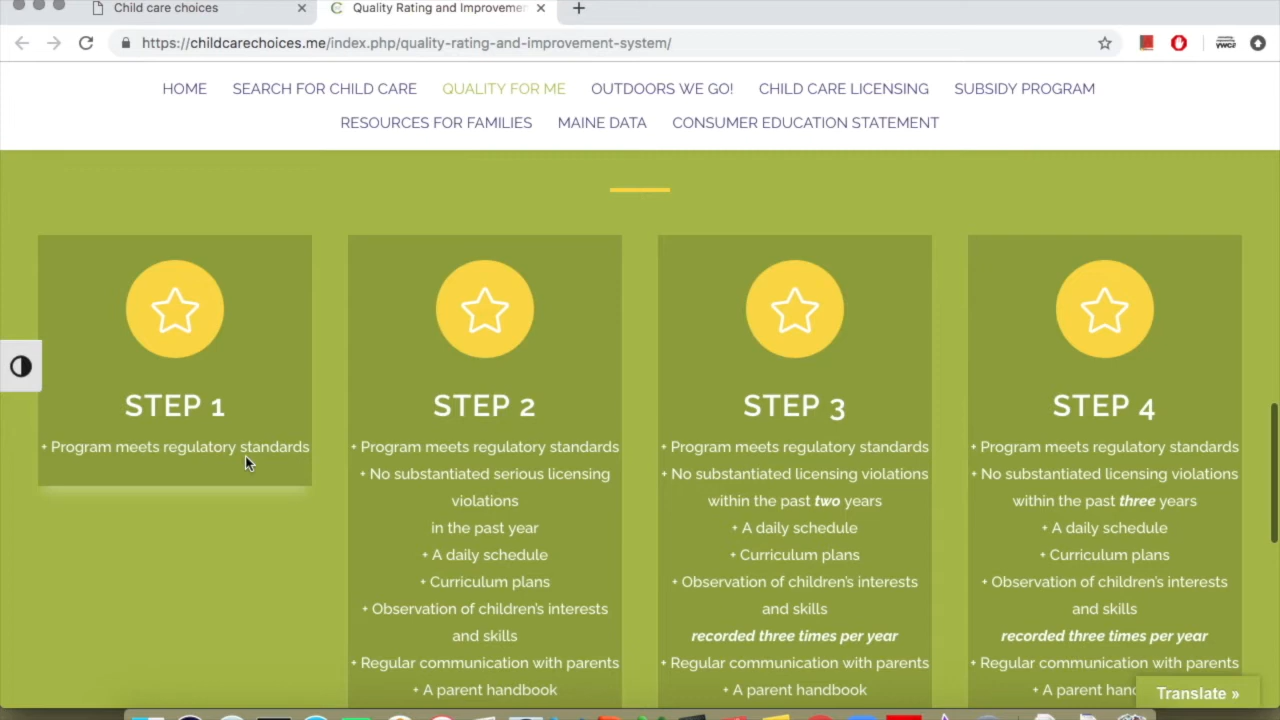 Child care choices
Quality Rating and Improvemen
https://childcarechoices.me/index.php/quality-rating-and-improvement-system/
HOME SEARCH FOR CHILD CARE QUALITY FOR ME OUTDOORS WE GO! CHILD CARE LICENSING SUBSIDY PROGRAM
RESOURCES FOR FAMILIES MAINE DATA CONSUMER EDUCATION STATEMENT
STEP 1
+ Program meets regulatory standards
STEP 2
+ Program meets regulatory standards
+ No substantiated serious licensing
violations
in the past year
+ A daily schedule
+ Curriculum plans
+ Observation of children's interests
and skills
+ Regular communication with parents
+ A parent handbook
STEP 3
+ Program meets regulatory standards
+ No substantiated licensing violations
within the past two years
+ A daily schedule
+ Curriculum plans
+ Observation of children's interests
and skills
recorded three times per year
+ Regular communication with parents
+ A parent handbook
STEP 4
+ Program meets regulatory standards
+ No substantiated licensing violations
within the past three years
+ A daily schedule
+ Curriculum plans
+ Observation of children's interests
and skills
recorded three times per year
+ Regular communication with parents
+ A parent
Translate »